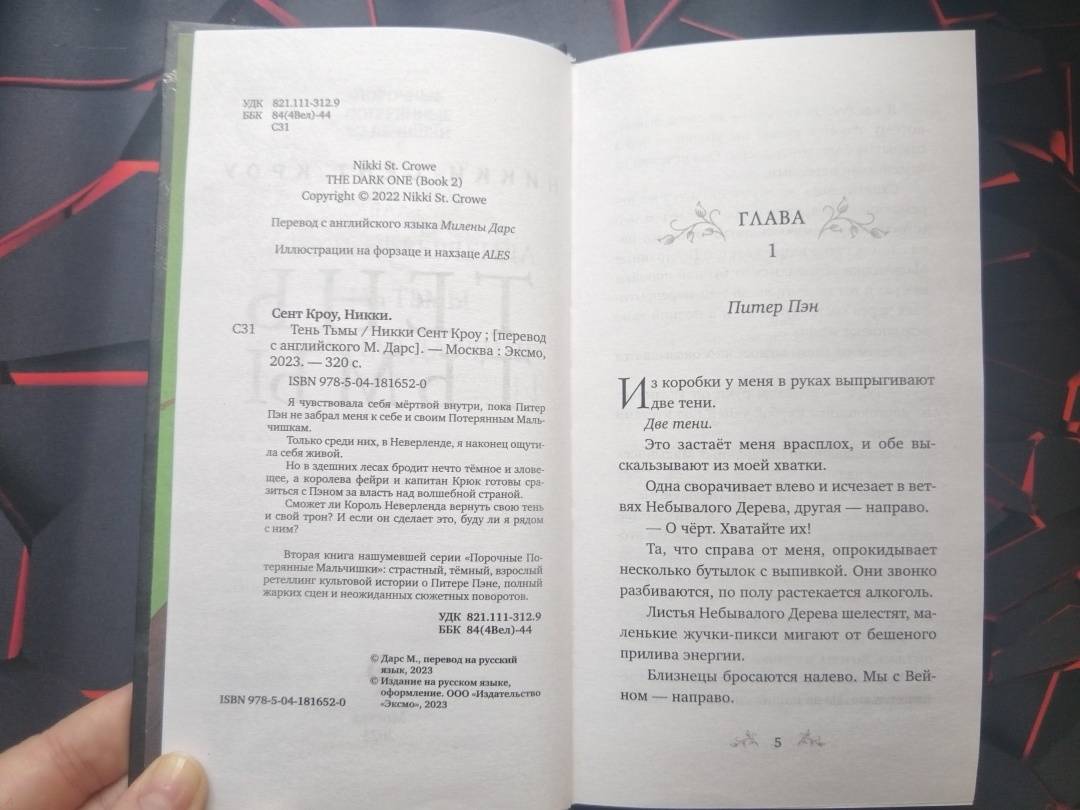 УДК 821.111-312.9
ББК 84(4Вел)-44
С31
Nikki St. Crowe
THE DARK ONE (Book 2)
Copyright © 2022 Nikki St. Crowe
Перевод с английского языка Милены Дарс
Иллюстрации на форзаце и нахзаце ALES
Сент Кроу, Никки.
С31 Тень Тьмы / Никки Сент Кроу ; [перевод
с английского М. Дарс]. — Москва : Эксмо,
2023. — 320 с.
ISBN 978-5-04-181652-0
Я чувствовала себя мёртвой внутри, пока Питер
Пэн не забрал меня к себе и своим Потерянным Маль-
чишкам.
Только среди них, в Неверленде, я наконец ощути-
ла себя живой.
Но в здешних лесах бродит нечто тёмное и злове-
щее, а королева фейри и капитан Крюк готовы сра-
зиться с Пэном за власть над волшебной страной.
Сможет ли Король Неверленда вернуть свою тень
и свой трон? И если он сделает это, буду ли я рядом
с ним?
Вторая книга нашумевшей серии «Порочные По-
терянные Мальчишки»: страстный, тёмный, взрослый
ретеллинг культовой истории о Питере Пэне, полный
жарких сцен и неожиданных сюжетных поворотов.
УДК 821.111-312.9
ББК 84(4Вел)-44
© Дарс М., перевод на русский
язык, 2023
© Издание на русском языке,
оформление. ООО «Издательство
«Эксмо», 2023
ISBN 978-5-04-181652-0
ГЛАВА
1
Питер Пэн
Из коробки у меня в руках выпрыгивают
две тени.
Две тени.
Это застаёт меня врасплох, и обе вы-
скальзывают из моей хватки.
Одна сворачивает влево и исчезает в вет-
вях Небывалого Дерева, другая — направо.
— О чёрт. Хватайте их!
Та, что справа от меня, опрокидывает
несколько бутылок с выпивкой. Они звонко
разбиваются, по полу растекается алкоголь.
Листья Небывалого Дерева шелестят, ма-
ленькие жучки-пикси мигают от бешеного
прилива энергии.
Близнецы бросаются налево. Мы с Вей-
ном — направо.
5